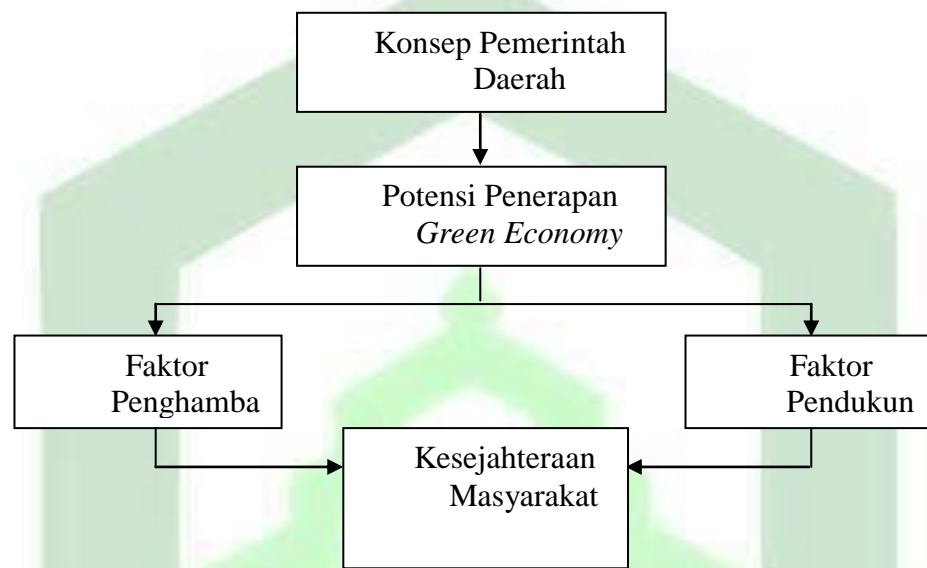 Konsep Pemerintah
Daerah
Potensi Penerapan
Green Economy
Faktor
Penghamba
Faktor
Pendukun
Kesejahteraan
Masyarakat